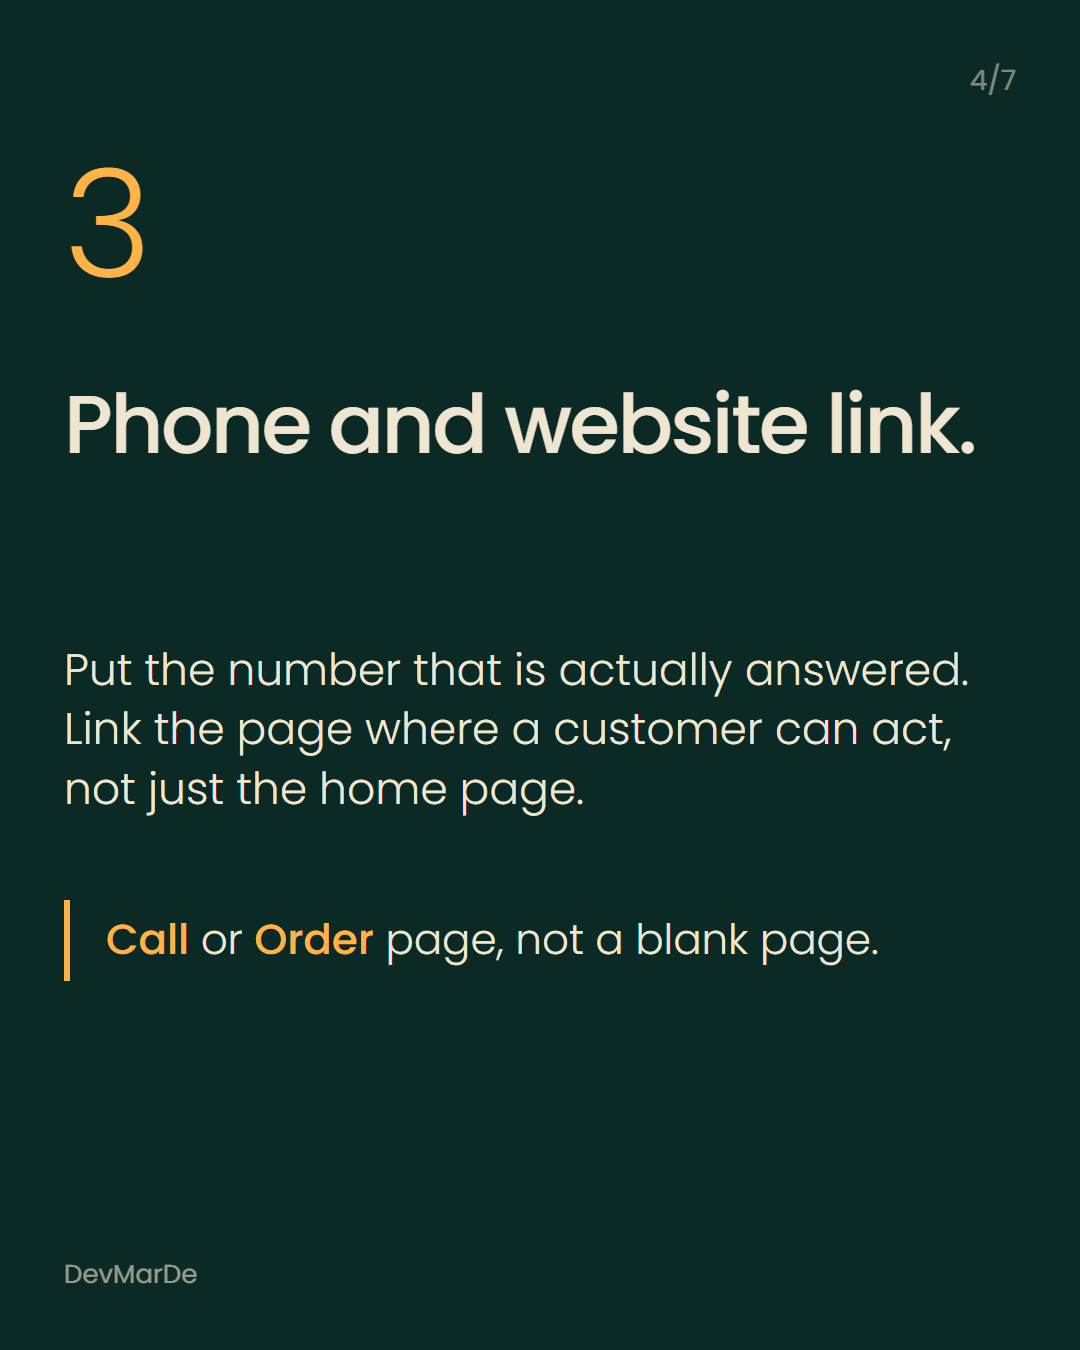 4/7
3
Phone and website link.
Put the number that is actually answered.
Link the page where a customer can act,
not just the home page.
Call or Order page, not a blank page.
DevMarDe